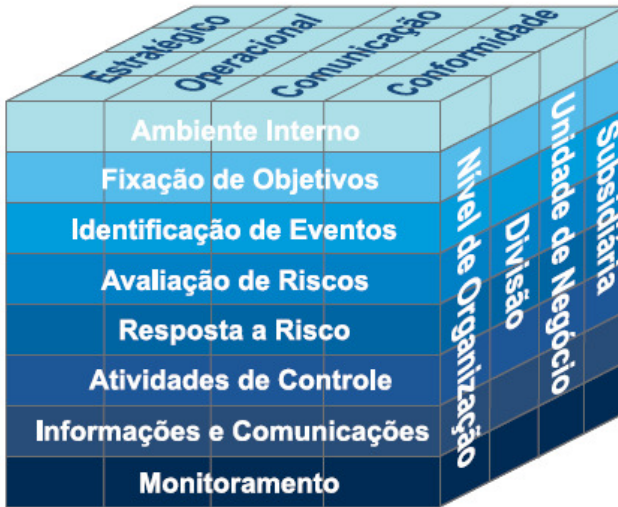 Estratégico
Operacional
Comunicação
Conformidade
Ambiente Interno
Fixação de Objetivos
Identificação de Eventos
Avaliação de Riscos
Resposta a Risco
Atividades de Controle
Informações e Comunicações
Monitoramento
Nível de Organização
Divisão
Unidade de Negócio
Subsidiária